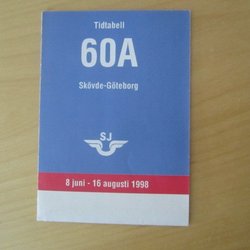 Tidtabell
60A
Skövde-Göteborg
SJ
8 juni - 16 augusti 1998